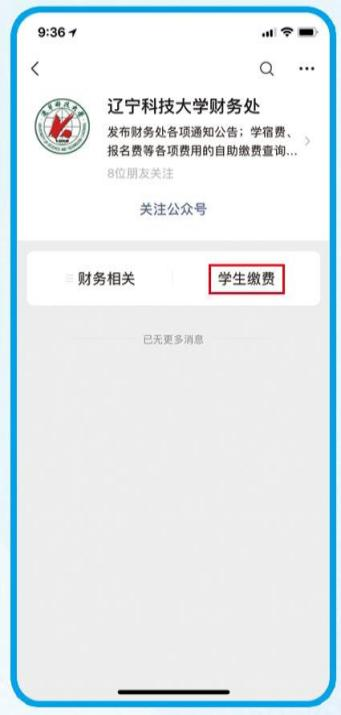 9:36
辽宁科技大学财务处
发布财务处各项通知公告；学宿费、
报名费等各项费用的自助缴费查询...
8位朋友关注
关注公众号
财务相关
学生缴费
已无更多消息